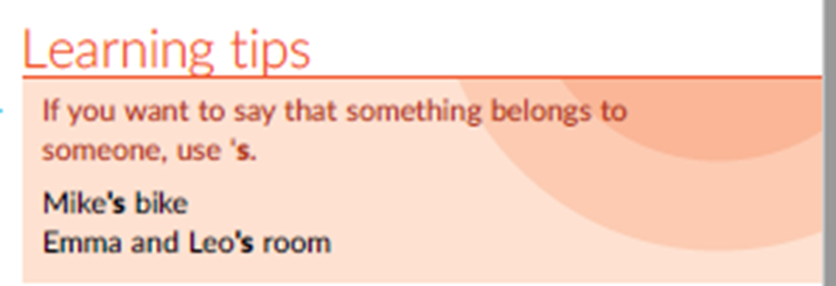 Learning tips
If you want to say that something belongs to
someone, use 's.
Mike's bike
Emma and Leo's room